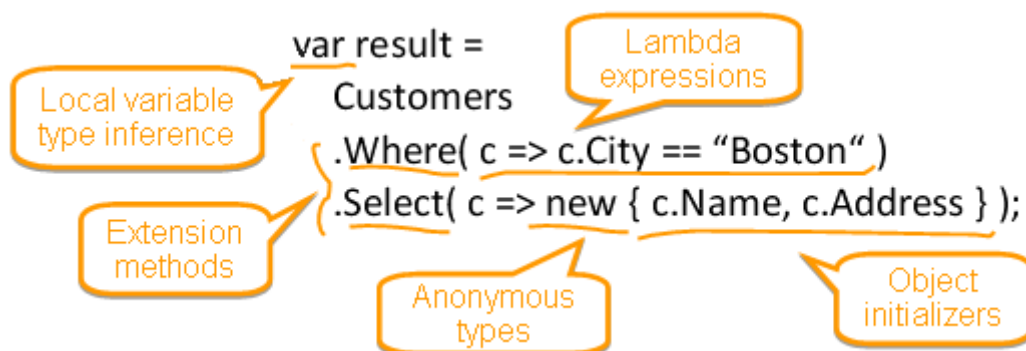 var result =
Lambda
expressions
Local variable
type inference
Customers
.Where( c => c.City == “Boston“ )
.Select( c => new { c.Name, c.Address } );
Extension
methods
Anonymous
types
Object
initializers